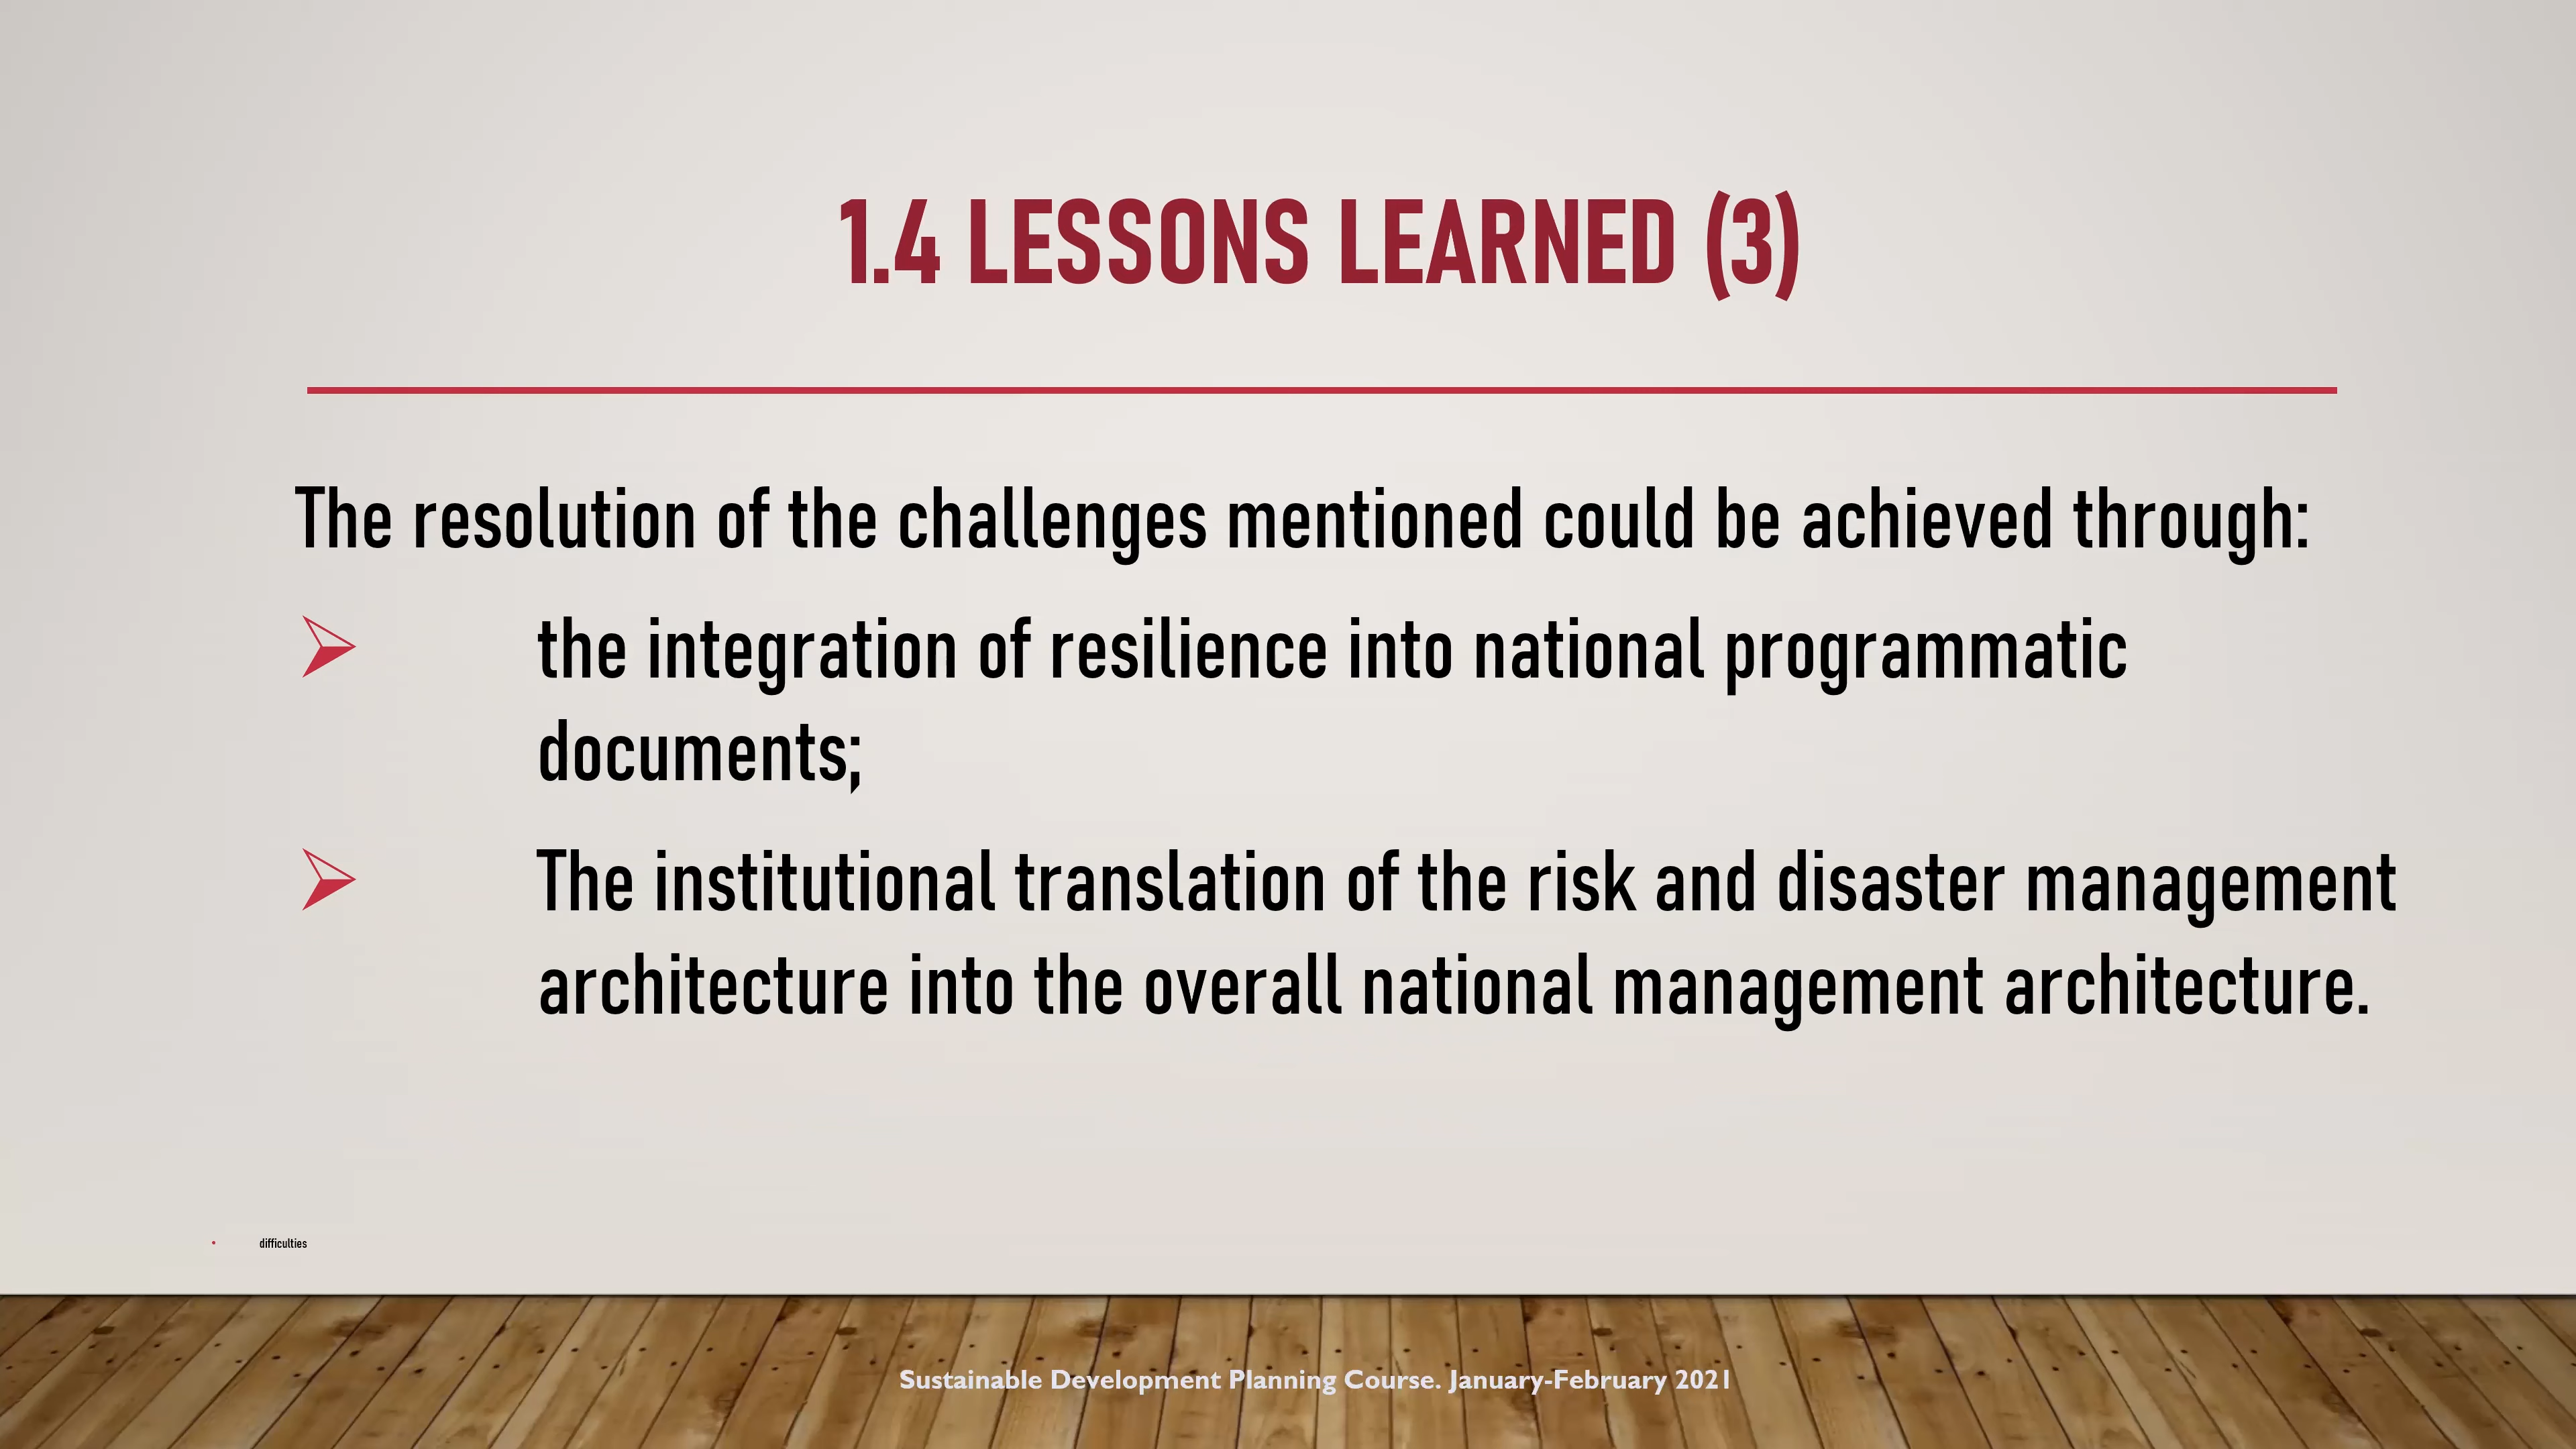 1.4 LESSONS LEARNED (3)
The resolution of the challenges mentioned could be achieved through:
the integration of resilience into national programmatic
documents;
The institutional translation of the risk and disaster management
architecture into the overall national management architecture.
• difficulties
Sustainable Development Planning Course. January-February 2021